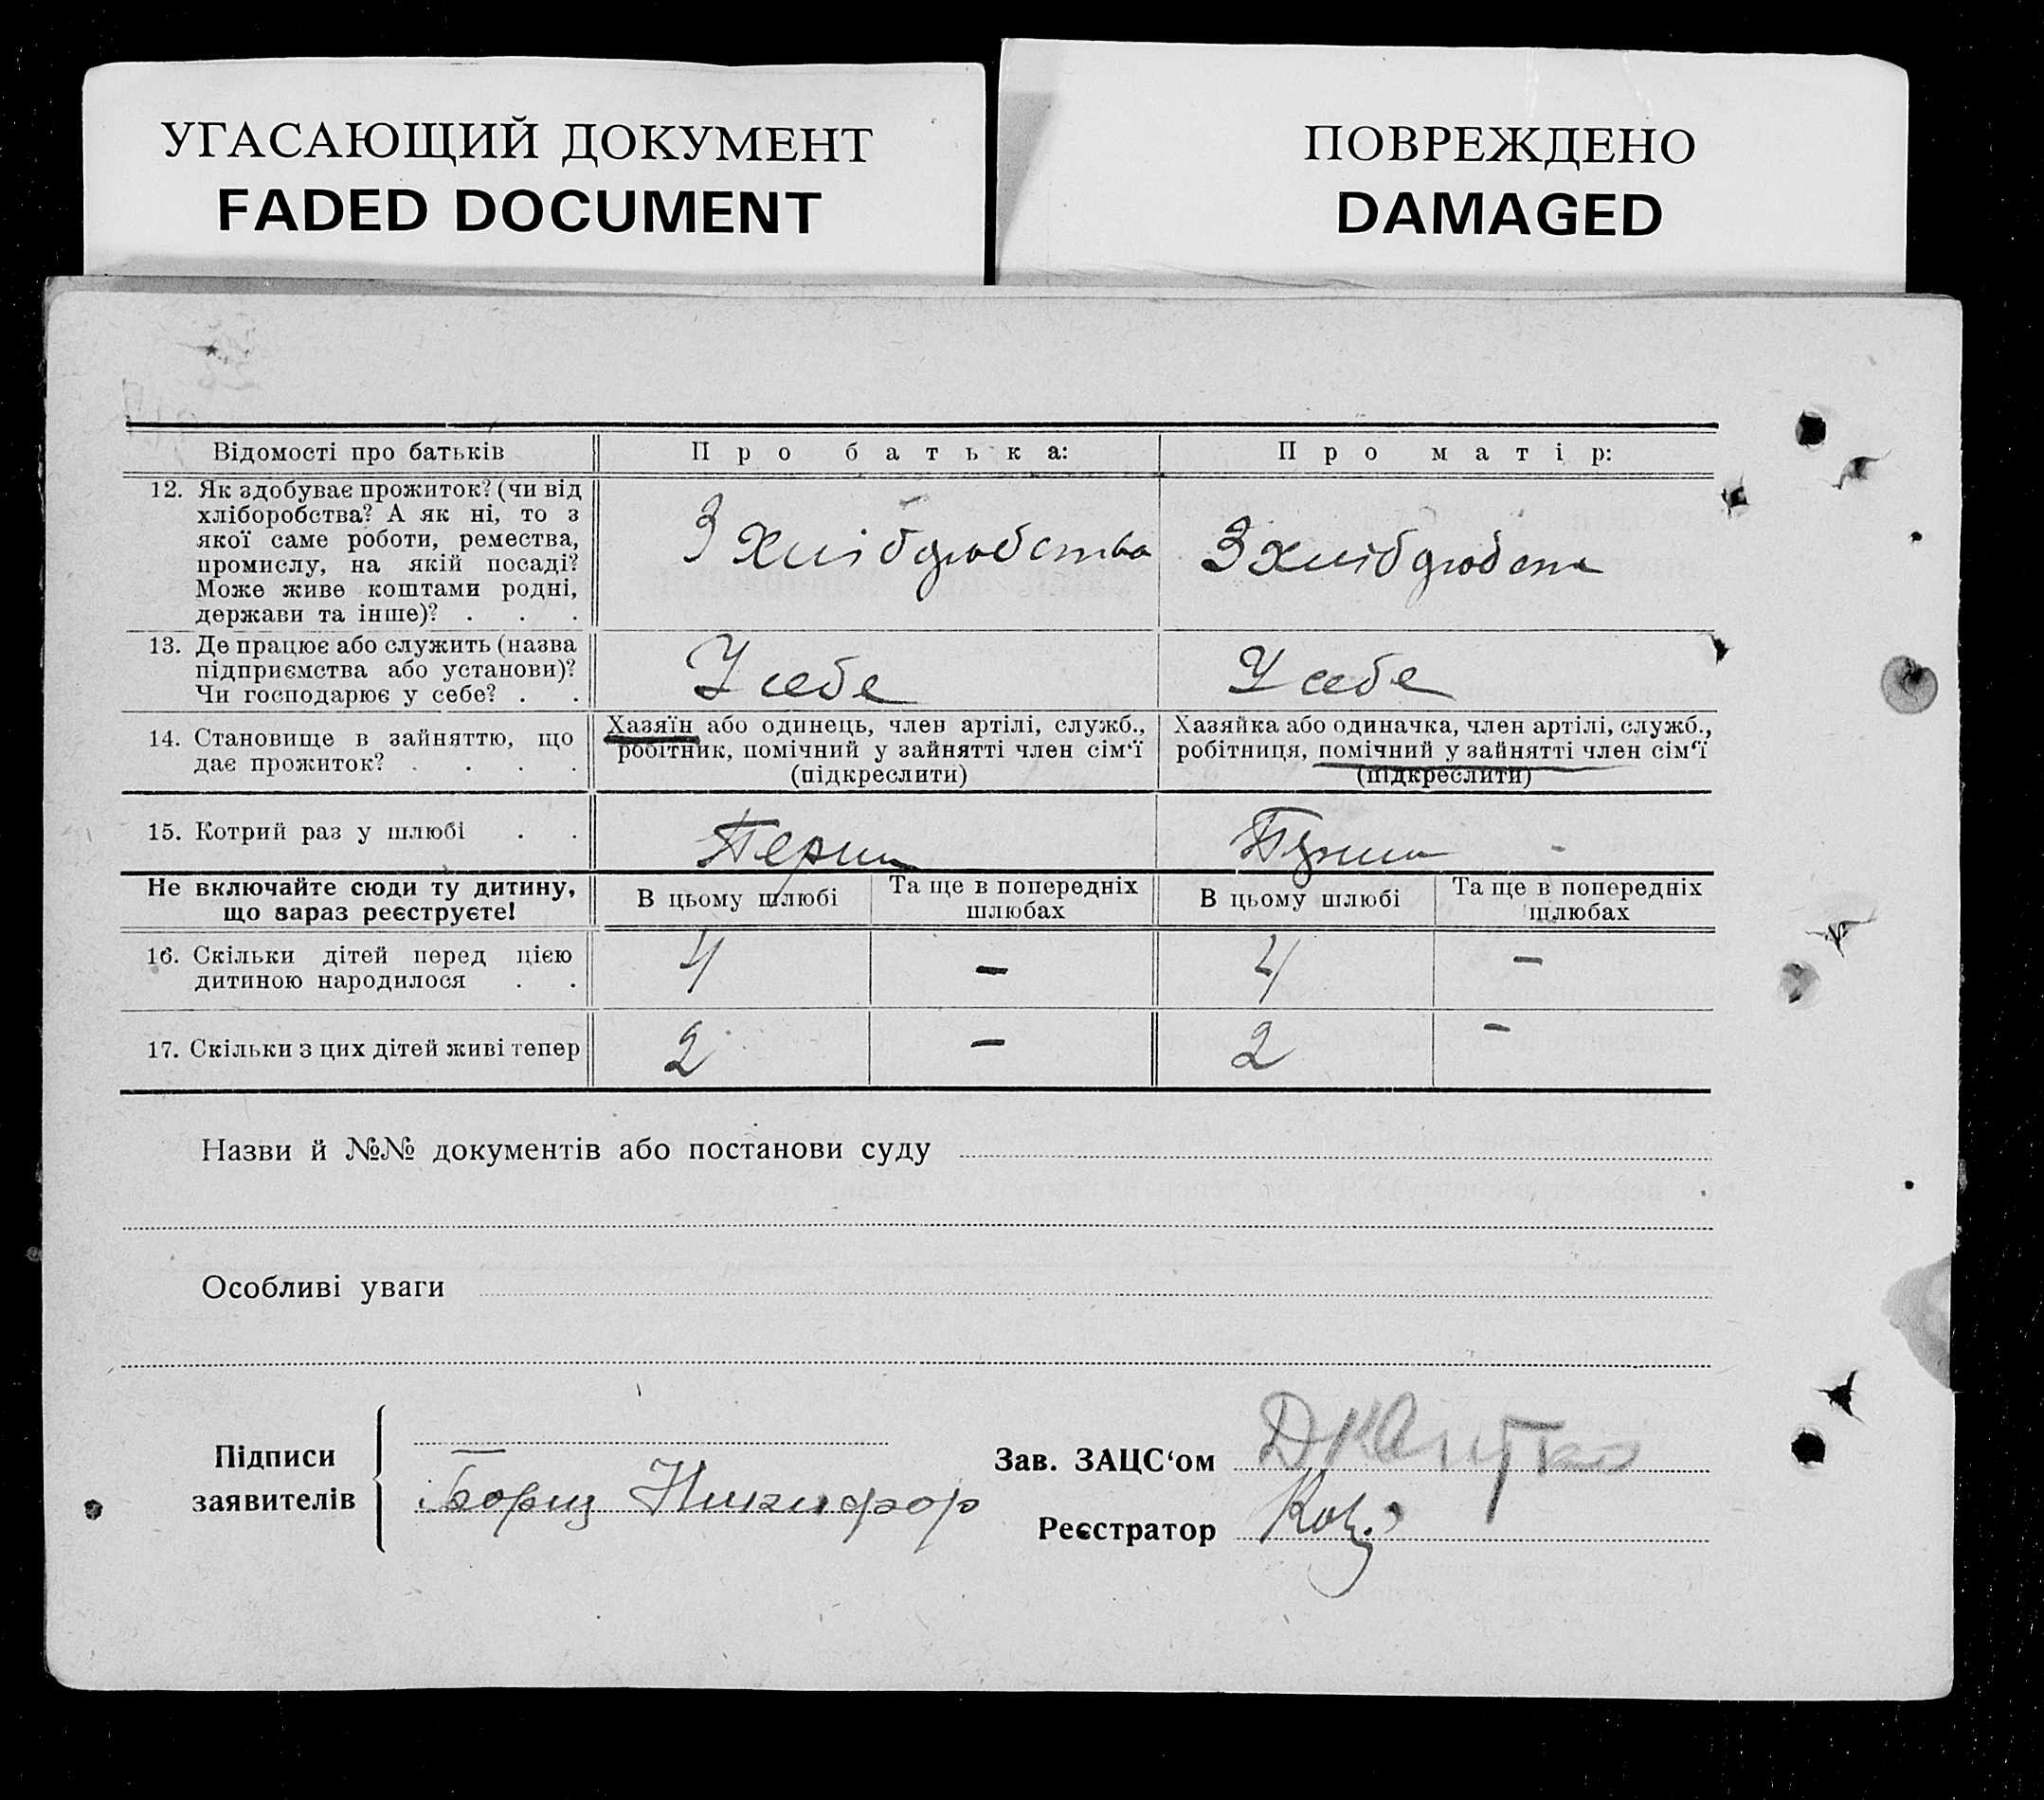 УГАСАЮЩИЙ ДОКУМЕНТ
FADED DOCUMENT
ПОВРЕЖДЕНО
DAMAGED
Відомості про батьків
Про батька:
Про матір:
12. Як здобуває прожиток? (чи від
хліборобства? А як ні, то з
якої саме роботи, ремества,
промислу, на якій посаді?
Може живе коштами родні,
держави та інше)? . . .
З хліборобства
З хліборобств
13. Де працює або служить (назва
підприємства або установи)?
Чи господарює у себе? . .
У себе
У себе
14. Становище в зайняттю, що
дає прожиток? . . . .
Хазяїн або одинець, член артілі, служб.,
робітник, помічний у зайнятті член сім‘ї
(підкреслити)
Хазяйка або одиначка, член артілі, служб.,
робітниця, помічний у зайнятті член сім‘ї
(підкреслити)
15. Котрий раз у шлюбі . .
Перши
Перши
Не включайте сюди ту дитину,
що зараз реєструєте!
В цьому шлюбі
Та ще в попередніх
шлюбах
В цьому шлюбі
Та ще в попередніх
шлюбах
16. Скільки дітей перед цією
дитиною народилося . .
4
-
4
-
17. Скільки з цих дітей живі тепер
2
-
2
-
Назви й №№ документів або постанови суду
Особливі уваги
Підписи
заявителів
Никифор
Зав. ЗАЦС‘ом
Реєстратор